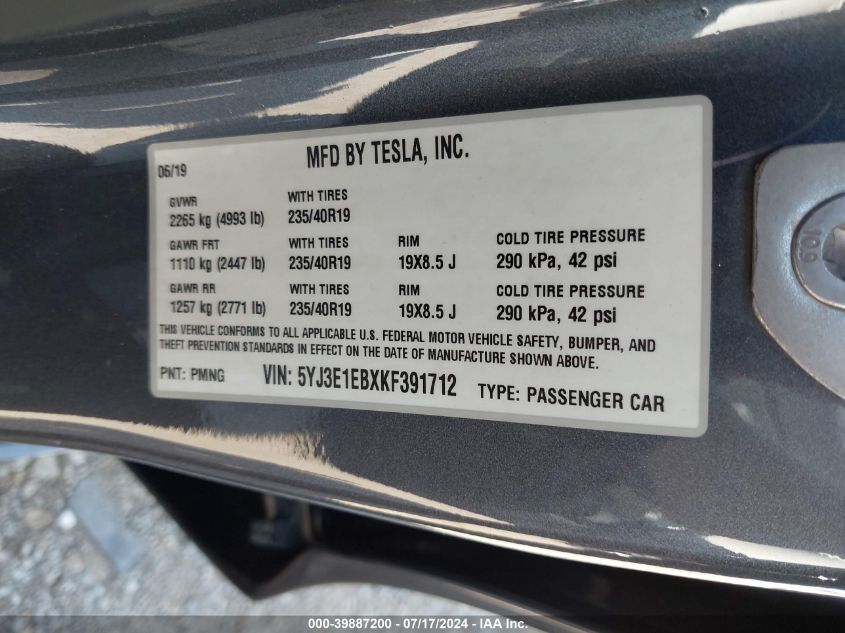 06/19
MFD BY TESLA, INC.
GVWR
2265 kg (4993 lb)
WITH TIRES
235/40R19
GAWR FRT
1110 kg (2447 lb)
WITH TIRES
235/40R19
RIM
19X8.5 J
COLD TIRE PRESSURE
290 kPa, 42 psi
GAWR RR
1257 kg (2771 lb)
WITH TIRES
235/40R19
RIM
19X8.5 J
COLD TIRE PRESSURE
290 kPa, 42 psi
THIS VEHICLE CONFORMS TO ALL APPLICABLE U.S. FEDERAL MOTOR VEHICLE SAFETY, BUMPER, AND
THEFT PREVENTION STANDARDS IN EFFECT ON THE DATE OF MANUFACTURE SHOWN ABOVE.
PNT: PMNG
VIN: 5YJ3E1EBXKF391712
TYPE: PASSENGER CAR
10.9
000-39887200 - 07/17/2024 - IAA Inc.